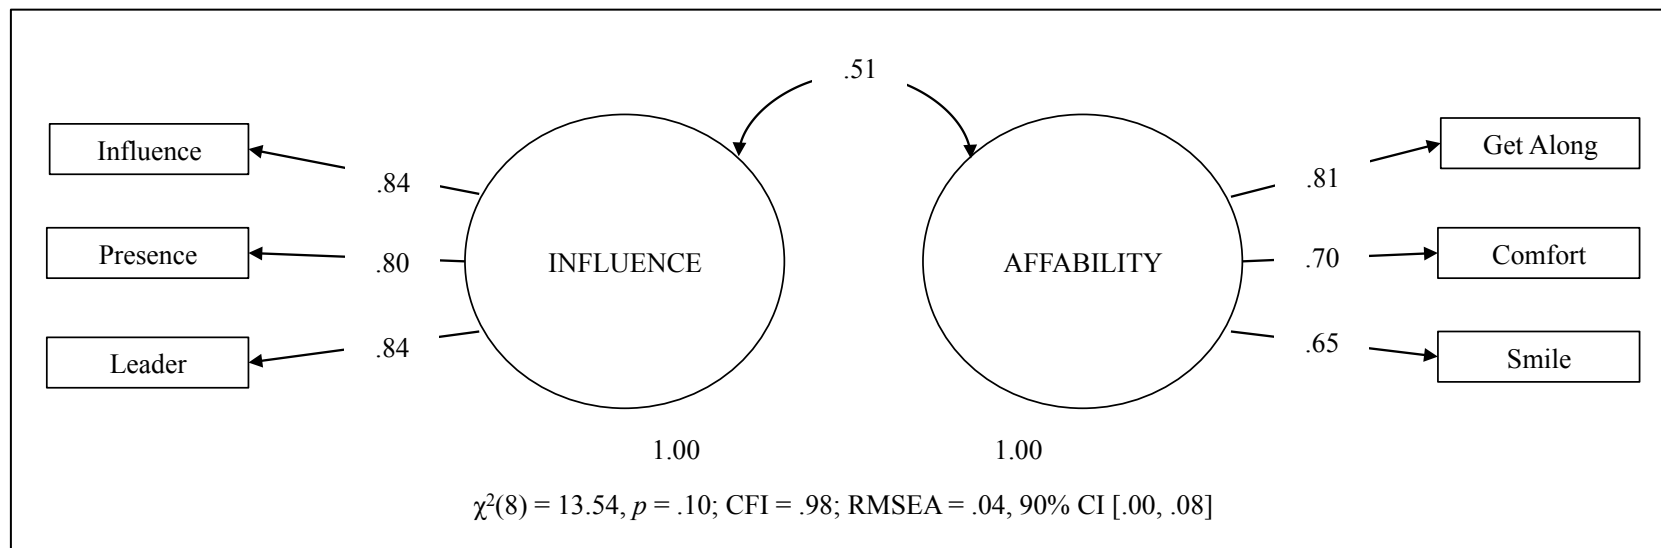 .51
Influence
.84
Presence
.80
Leader
.84
INFLUENCE
AFFABILITY
.81
Get Along
.70
Comfort
.65
Smile
1.00
1.00
χ²(8) = 13.54, p = .10; CFI = .98; RMSEA = .04, 90% CI [.00, .08]